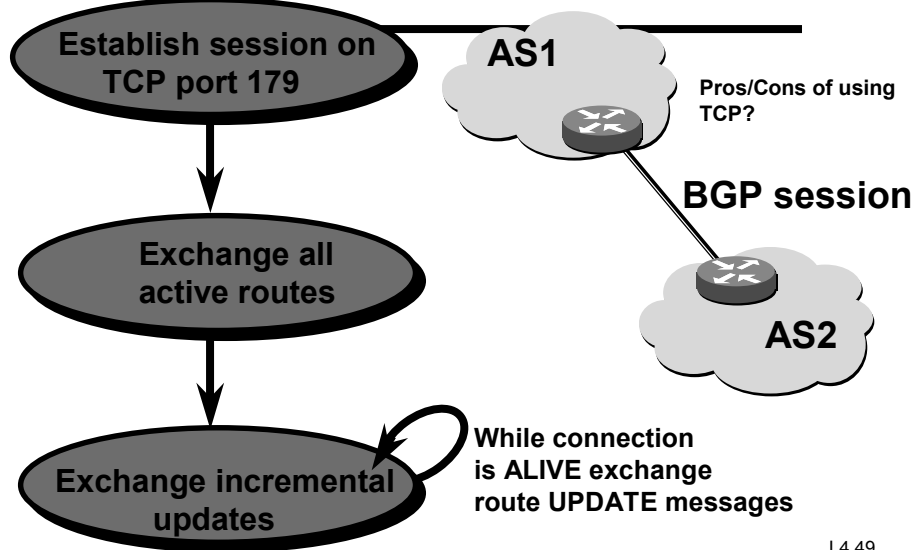 Establish session on
TCP port 179
AS1
Pros/Cons of using
TCP?
BGP session
Exchange all
active routes
AS2
While connection
is ALIVE exchange
route UPDATE messages
Exchange incremental
updates